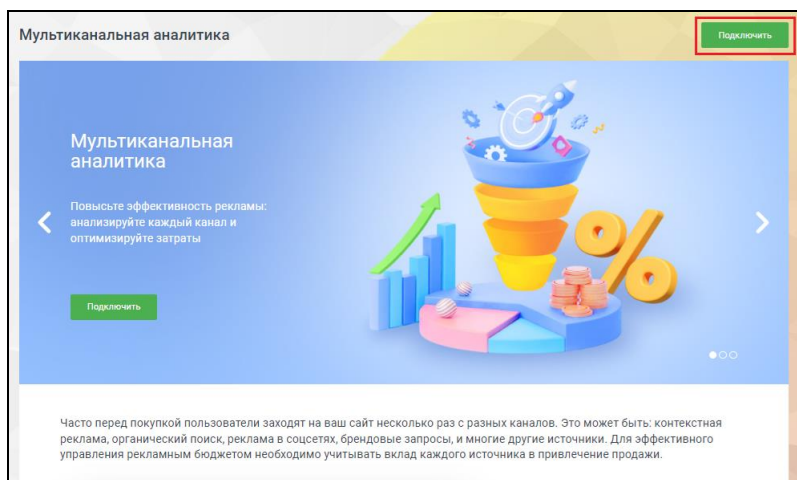 Мультиканальная аналитика
Подключить
Мультиканальная
аналитика
Повысьте эффективность рекламы:
анализируйте каждый канал и
оптимизируйте затраты
Подключить
Часто перед покупкой пользователи заходят на ваш сайт несколько раз с разных каналов. Это может быть: контекстная
реклама, органический поиск, реклама в соцсетях, брендовые запросы, и многие другие источники. Для эффективного
управления рекламным бюджетом необходимо учитывать вклад каждого источника в привлечение продажи.